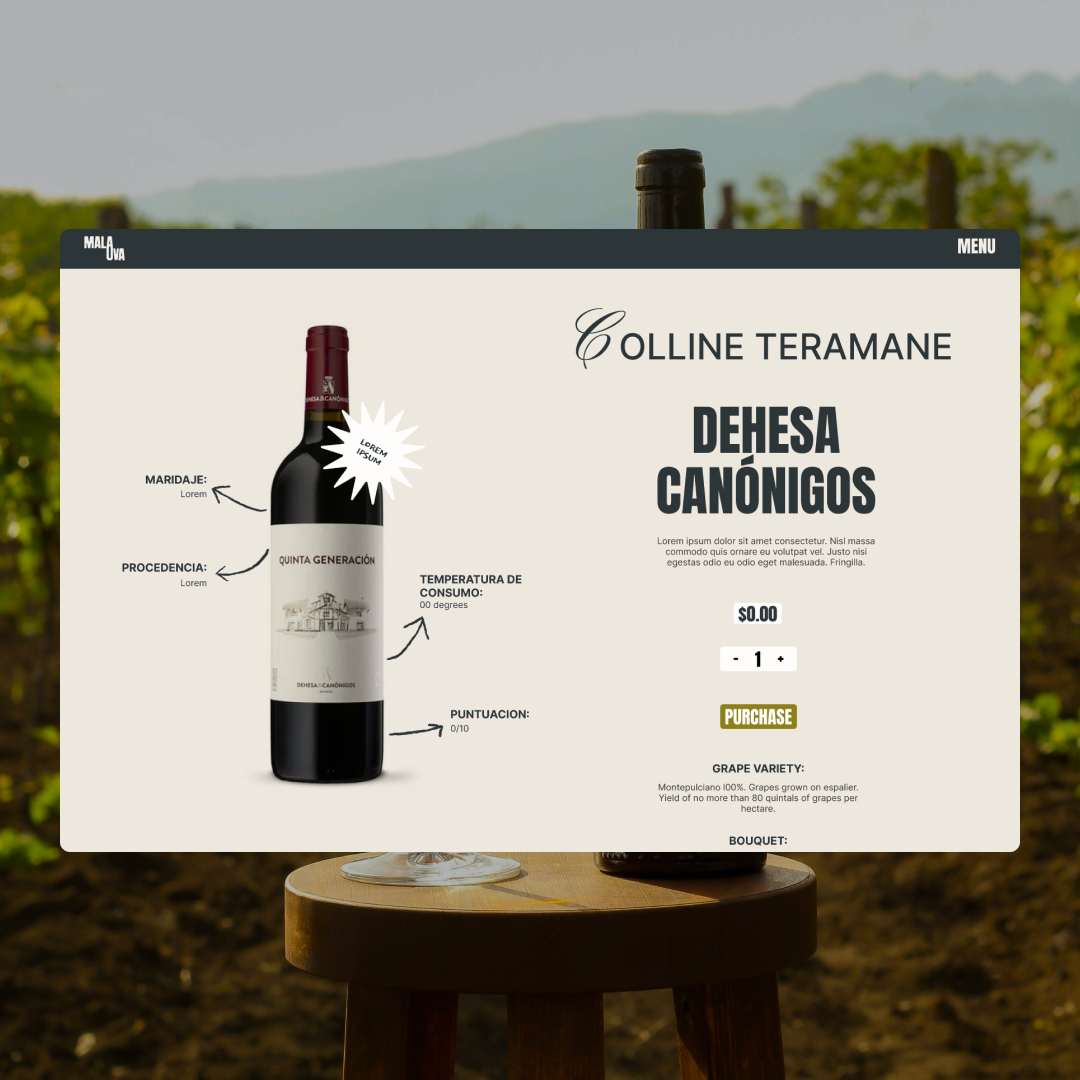 MALA
UVA
MENU
COLLINE TERAMANE
DEHESA
CANÓNIGOS
Lorem ipsum dolor sit amet consectetur. Nisl massa
commodo quis ornare eu volutpat vel. Justo nisi
egestas odio eu odio eget malesuada. Fringilla.
$0.00
- 1 +
PURCHASE
GRAPE VARIETY:
Montepulciano 100%. Grapes grown on espalier.
Yield of no more than 80 quintals of grapes per
hectare.
BOUQUET:
LOREM
IPSUM
MARIDAJE:
Lorem
PROCEDENCIA:
Lorem
TEMPERATURA DE
CONSUMO:
00 degrees
PUNTUACION:
0/10
QUINTA GENERACIÓN
DEHESA DE LOS CANÓNIGOS